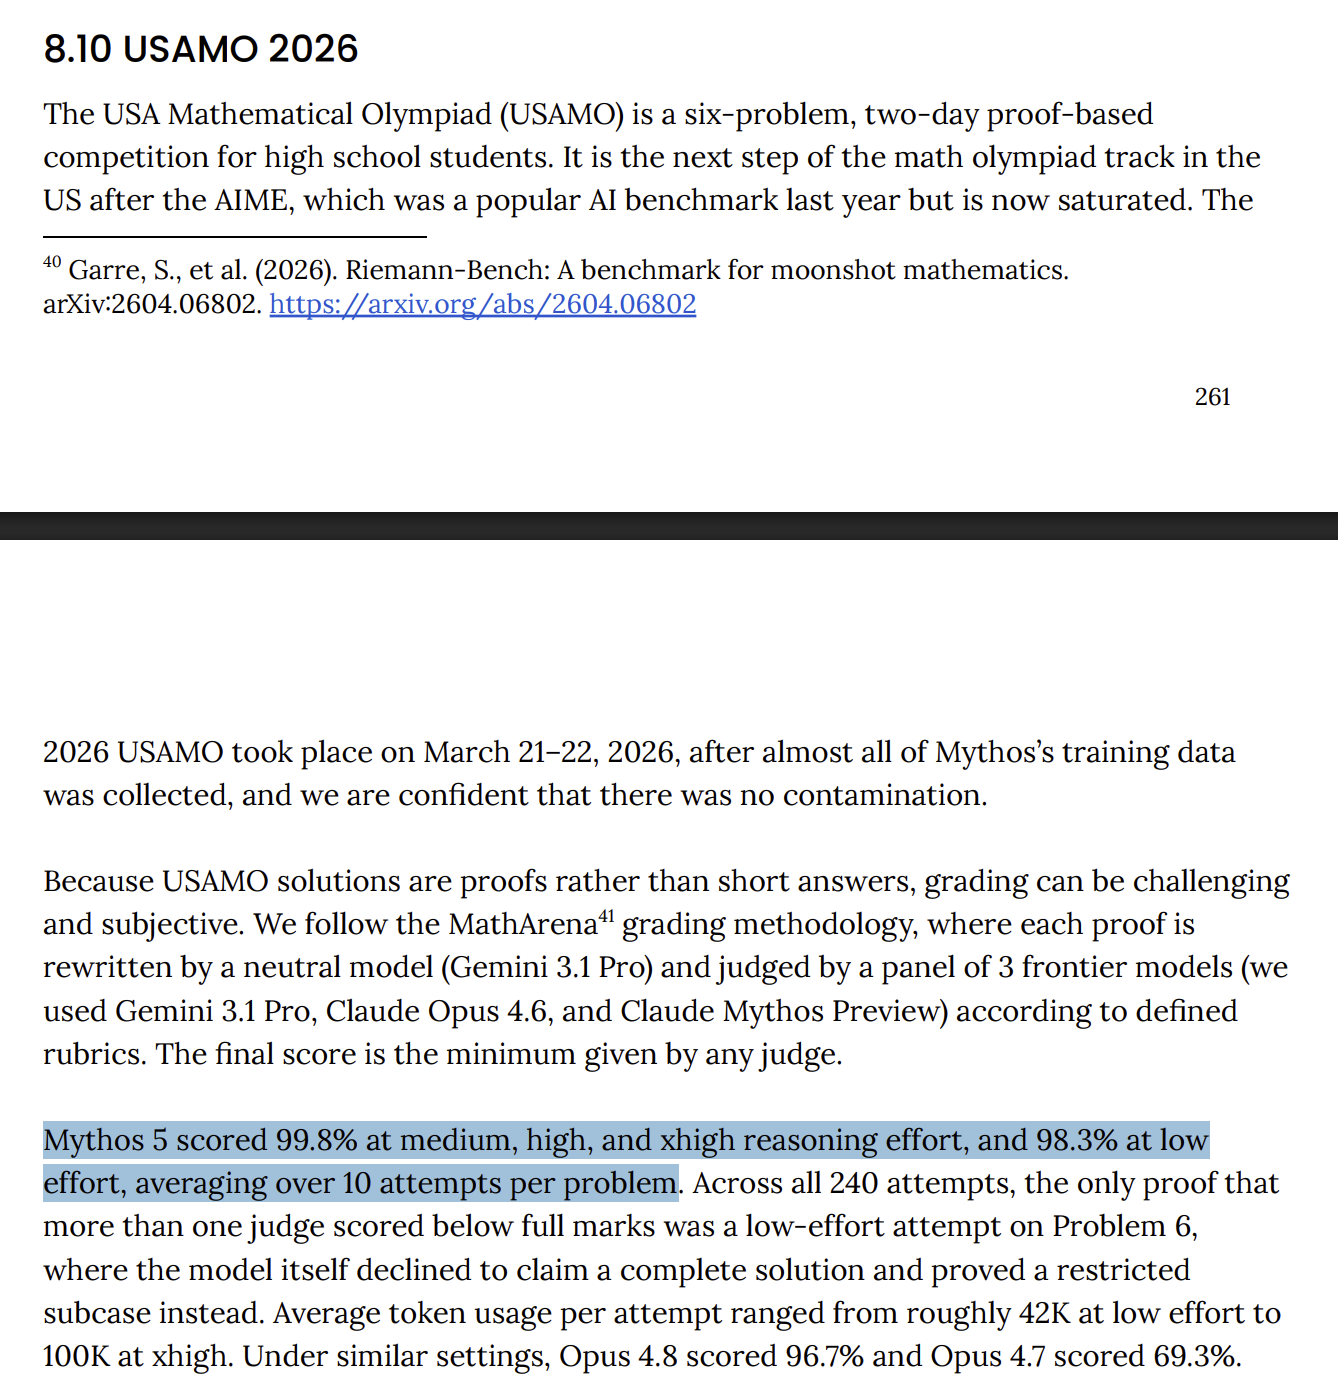 8.10 USAMO 2026
The USA Mathematical Olympiad (USAMO) is a six-problem, two-day proof-based
competition for high school students. It is the next step of the math olympiad track in the
US after the AIME, which was a popular AI benchmark last year but is now saturated. The
40 Garre, S., et al. (2026). Riemann-Bench: A benchmark for moonshot mathematics.
arXiv:2604.06802. https://arxiv.org/abs/2604.06802
261
2026 USAMO took place on March 21–22, 2026, after almost all of Mythos’s training data
was collected, and we are confident that there was no contamination.
Because USAMO solutions are proofs rather than short answers, grading can be challenging
and subjective. We follow the MathArena41 grading methodology, where each proof is
rewritten by a neutral model (Gemini 3.1 Pro) and judged by a panel of 3 frontier models (we
used Gemini 3.1 Pro, Claude Opus 4.6, and Claude Mythos Preview) according to defined
rubrics. The final score is the minimum given by any judge.
Mythos 5 scored 99.8% at medium, high, and xhigh reasoning effort, and 98.3% at low
effort, averaging over 10 attempts per problem. Across all 240 attempts, the only proof that
more than one judge scored below full marks was a low-effort attempt on Problem 6,
where the model itself declined to claim a complete solution and proved a restricted
subcase instead. Average token usage per attempt ranged from roughly 42K at low effort to
100K at xhigh. Under similar settings, Opus 4.8 scored 96.7% and Opus 4.7 scored 69.3%.